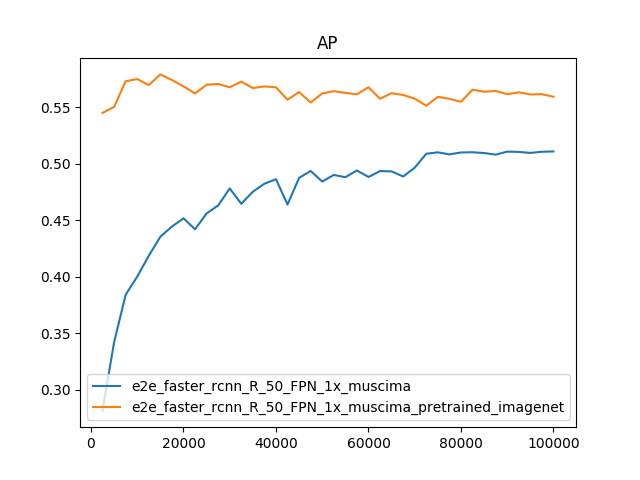 AP
0.55
0.50
0.45
0.40
0.35
0.30
e2e_faster_rcnn_R_50_FPN_1x_muscima
e2e_faster_rcnn_R_50_FPN_1x_muscima_pretrained_imagenet
0 20000 40000 60000 80000 100000